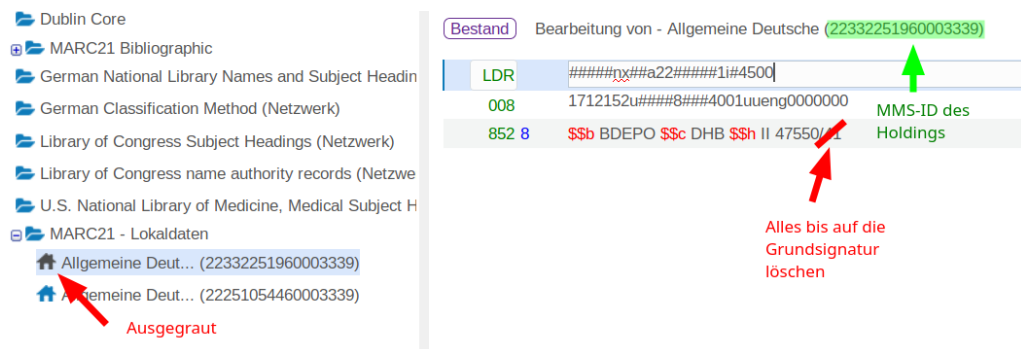 Dublin Core
MARC21 Bibliographic
German National Library Names and Subject Headin
German Classification Method (Netzwerk)
Library of Congress Subject Headings (Netzwerk)
Library of Congress name authority records (Netzwe
U.S. National Library of Medicine, Medical Subject H
MARC21 - Lokaldaten
Allgemeine Deut... (22332251960003339)
Allgemeine Deut... (22251054460003339)
Ausgegraut
Bestand Bearbeitung von - Allgemeine Deutsche (22332251960003339)
LDR #####nx##a22#####1i#4500
008 1712152u####8###4001uueng0000000
852 8 $$b BDEPO $$c DHB $$h II 47550/41
MMS-ID des
Holdings
Alles bis auf die
Grundsignatur
löschen